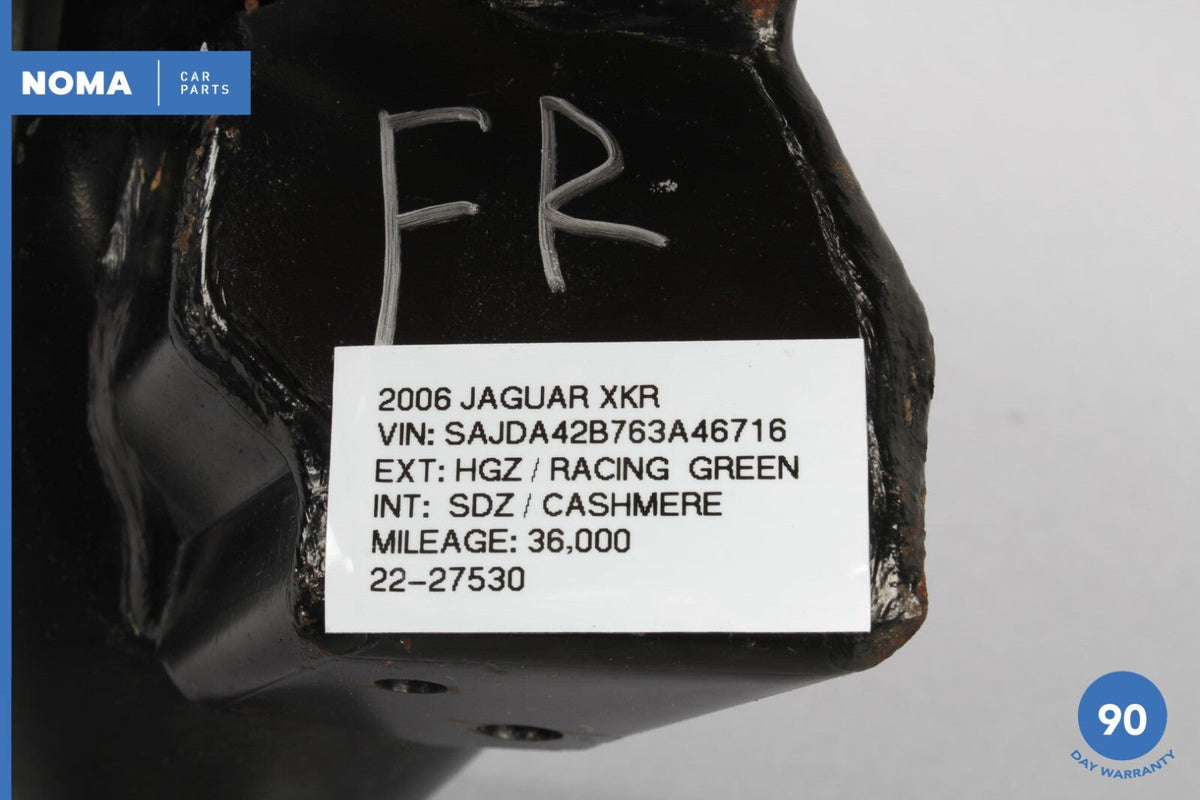 NOMA
CAR
PARTS
FR
2006 JAGUAR XKR
VIN: SAJDA42B763A46716
EXT: HGZ / RACING GREEN
INT: SDZ / CASHMERE
MILEAGE: 36,000
22-27530
90
DAY WARRANTY